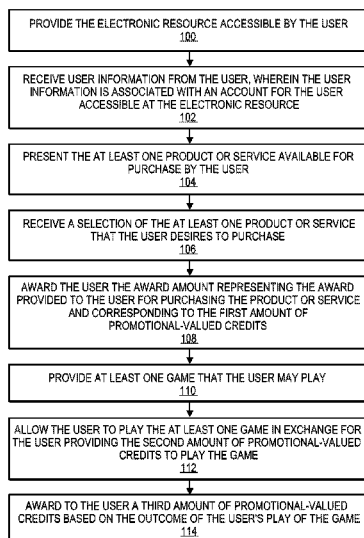 PROVIDE THE ELECTRONIC RESOURCE ACCESSIBLE BY THE USER
100
RECEIVE USER INFORMATION FROM THE USER, WHEREIN THE USER
INFORMATION IS ASSOCIATED WITH AN ACCOUNT FOR THE USER
ACCESSIBLE AT THE ELECTRONIC RESOURCE
102
PRESENT THE AT LEAST ONE PRODUCT OR SERVICE AVAILABLE FOR
PURCHASE BY THE USER
104
RECEIVE A SELECTION OF THE AT LEAST ONE PRODUCT OR SERVICE
THAT THE USER DESIRES TO PURCHASE
106
AWARD THE USER THE AWARD AMOUNT REPRESENTING THE AWARD
PROVIDED TO THE USER FOR PURCHASING THE PRODUCT OR SERVICE
AND CORRESPONDING TO THE FIRST AMOUNT OF
PROMOTIONAL-VALUED CREDITS
108
PROVIDE AT LEAST ONE GAME THAT THE USER MAY PLAY
110
ALLOW THE USER TO PLAY THE AT LEAST ONE GAME IN EXCHANGE FOR
THE USER PROVIDING THE SECOND AMOUNT OF PROMOTIONAL-VALUED
CREDITS TO PLAY THE GAME
112
AWARD TO THE USER A THIRD AMOUNT OF PROMOTIONAL-VALUED
CREDITS BASED ON THE OUTCOME OF THE USER'S PLAY OF THE GAME
114